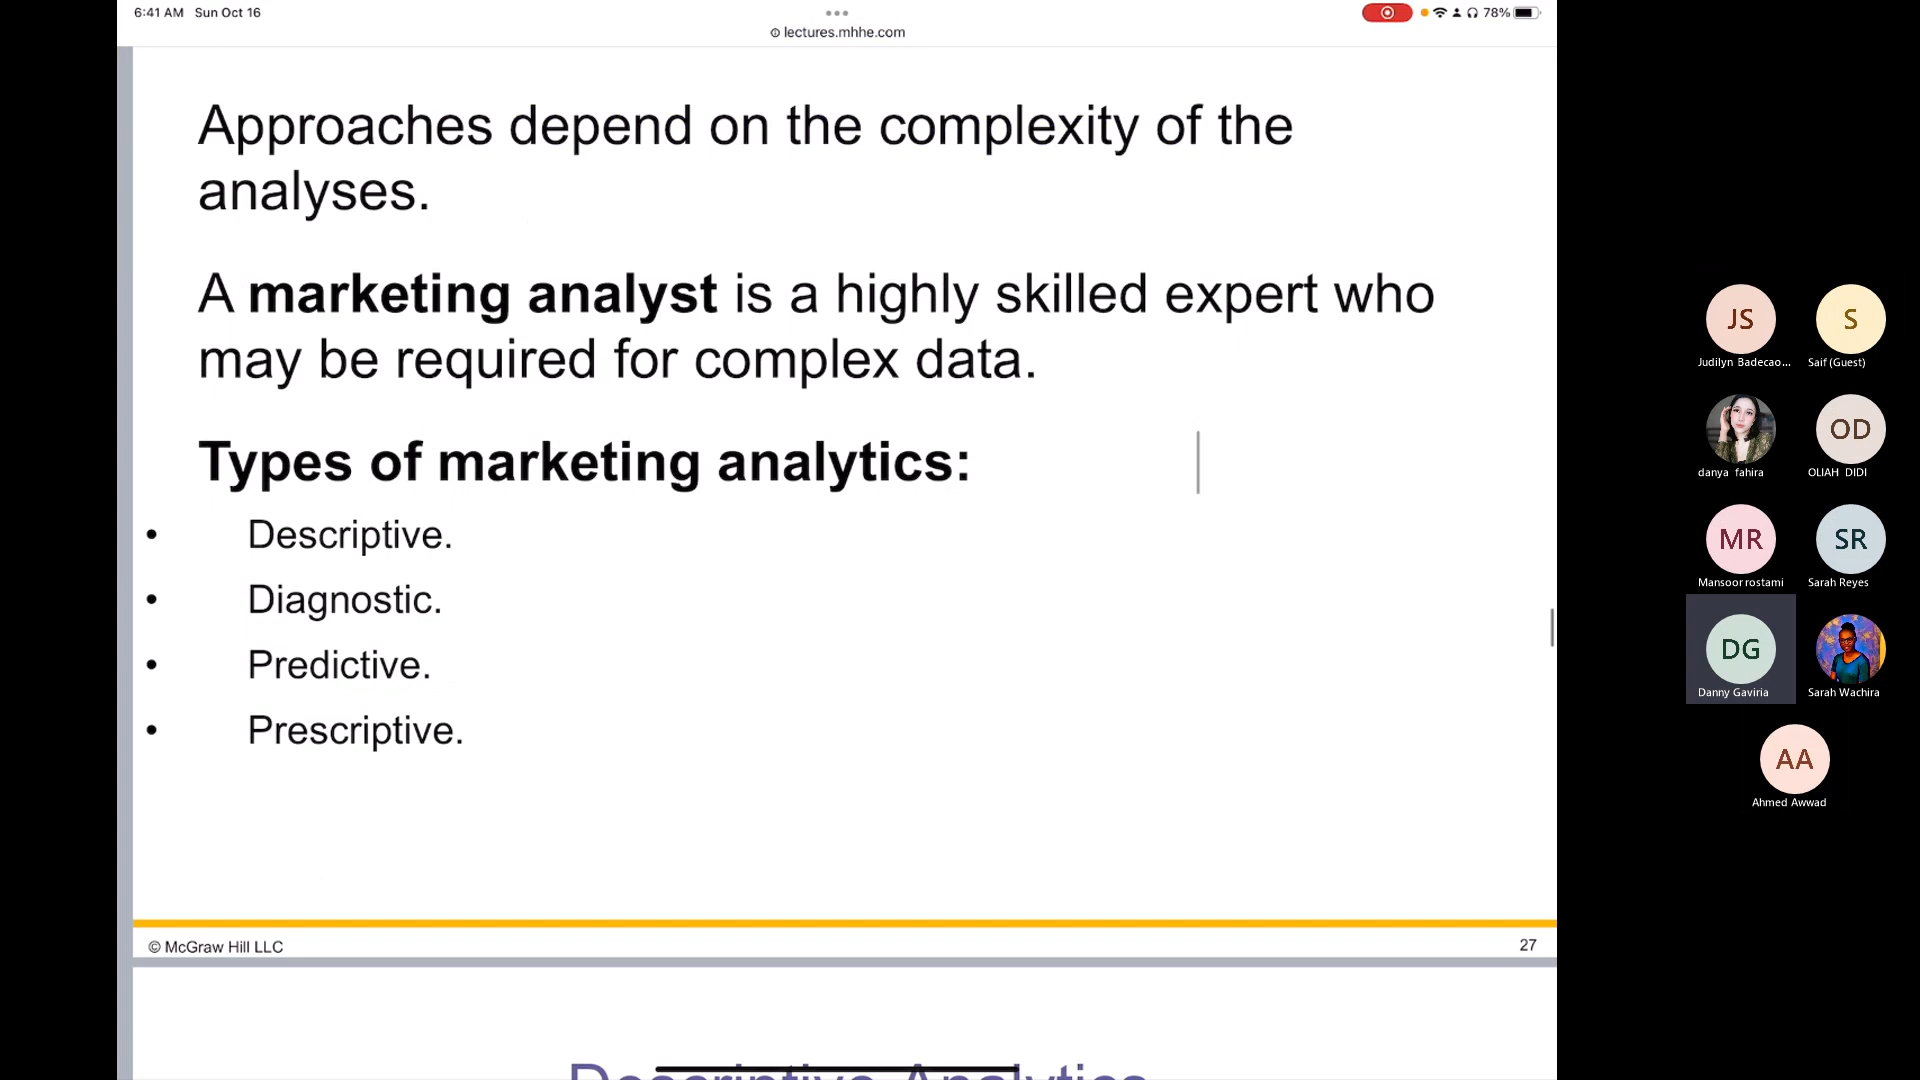 6:41 AM Sun Oct 16
78%
lectures.mhhe.com
Approaches depend on the complexity of the
analyses.
A marketing analyst is a highly skilled expert who
may be required for complex data.
Types of marketing analytics:
• Descriptive.
• Diagnostic.
• Predictive.
• Prescriptive.
© McGraw Hill LLC
27
Descriptive Analytics
JS
Judilyn Badecao...
S
Saif (Guest)
danya fahira
OD
OLIAH DIDI
MR
Mansoor rostami
SR
Sarah Reyes
DG
Danny Gaviria
Sarah Wachira
AA
Ahmed Awwad